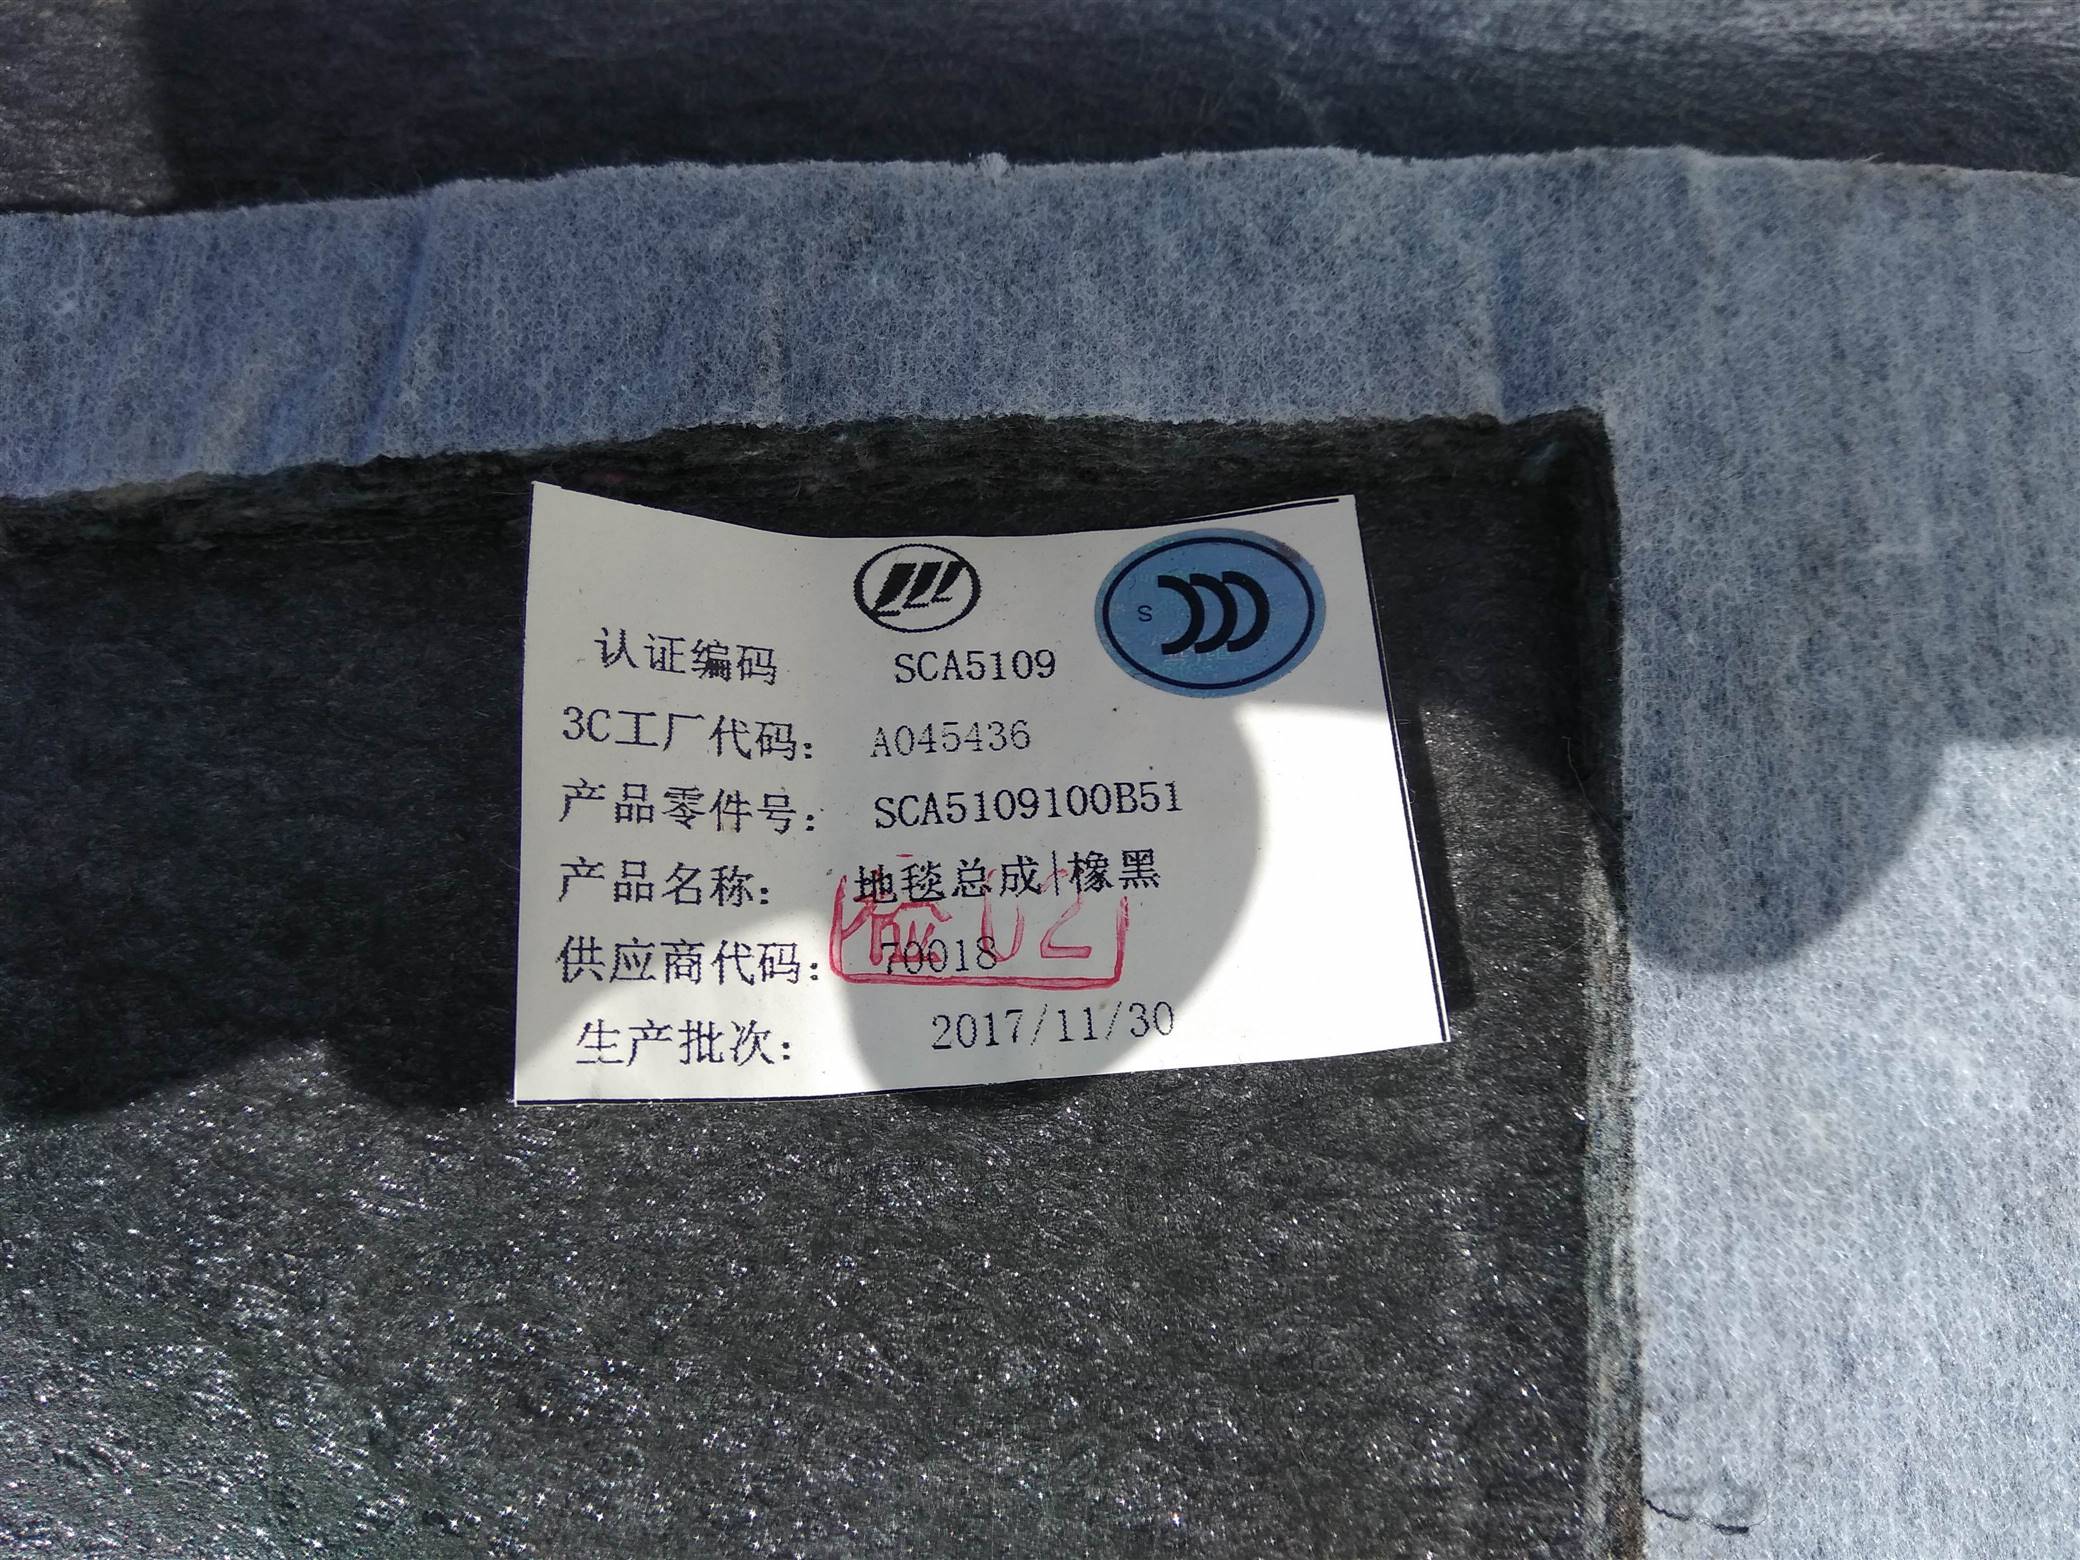 S
认证编码 SCA5109
3C工厂代码: A045436
产品零件号: SCA5109100B51
产品名称: 地毯总成|橡黑
供应商代码: 70018
检 02
生产批次: 2017/11/30